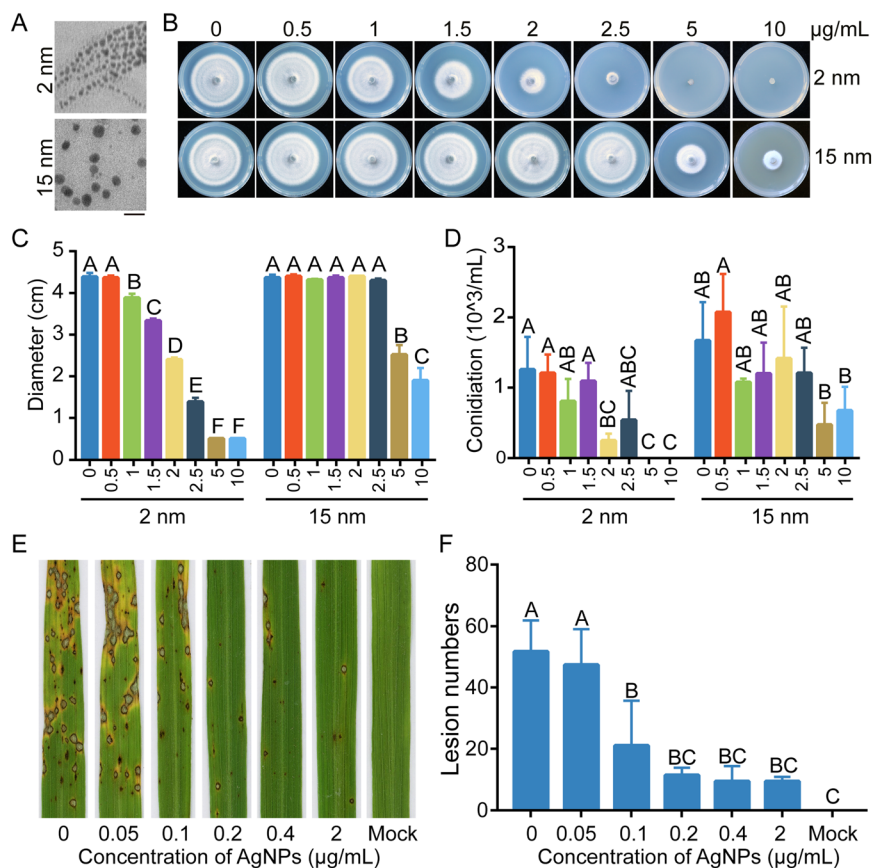 A
2 nm
15 nm
B
0 0.5 1 1.5 2 2.5 5 10 µg/mL
2 nm
15 nm
C
Diameter (cm)
5
4
3
2
1
0
A A B C D E F F
A A A A A A B C
0 0.5 1 1.5 2 2.5 5 10
0 0.5 1 1.5 2 2.5 5 10
2 nm 15 nm
D
Conidiation (10^3/mL)
3
2
1
0
A A AB A BC ABC C C
AB A AB AB AB AB B B
0 0.5 1 1.5 2 2.5 5 10
0 0.5 1 1.5 2 2.5 5 10
2 nm 15 nm
E
0 0.05 0.1 0.2 0.4 2 Mock
Concentration of AgNPs (µg/mL)
F
Lesion numbers
80
60
40
20
0
A A B BC BC BC C
0 0.05 0.1 0.2 0.4 2 Mock
Concentration of AgNPs (µg/mL)